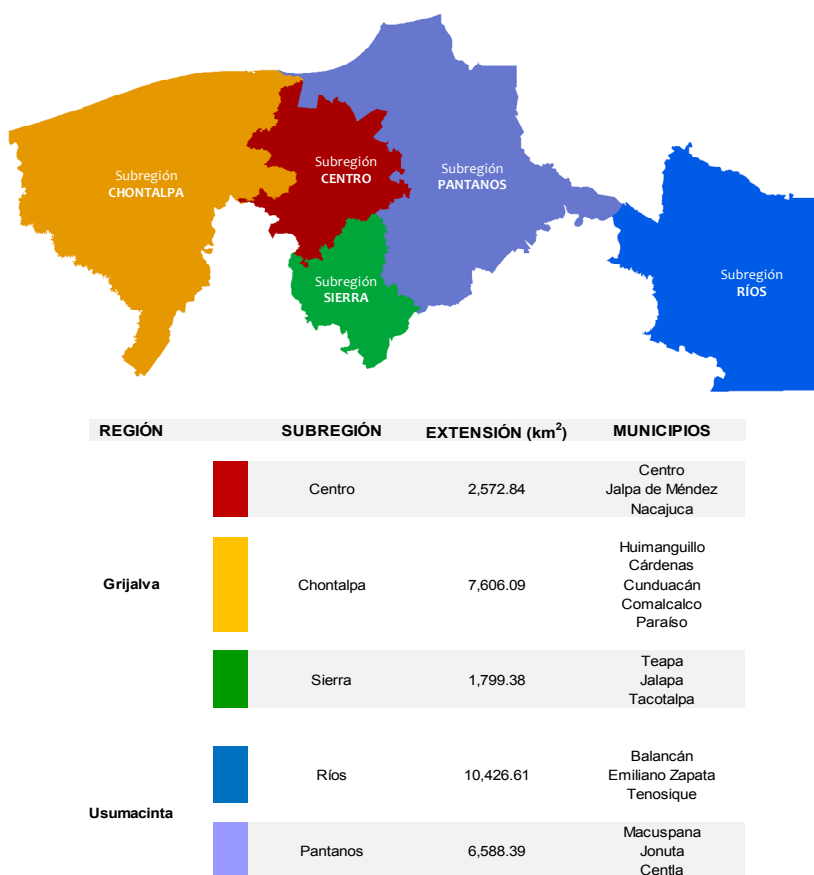 Subregión
CHONTALPA
Subregión
CENTRO
Subregión
PANTANOS
Subregión
SIERRA
Subregión
RÍOS
REGIÓN SUBREGIÓN EXTENSIÓN (km²) MUNICIPIOS
Grijalva
Centro 2,572.84
Centro
Jalpa de Méndez
Nacajuca
Chontalpa 7,606.09
Huimanguillo
Cárdenas
Cunduacán
Comalcalco
Paraíso
Sierra 1,799.38
Teapa
Jalapa
Tacotalpa
Usumacinta
Ríos 10,426.61
Balancán
Emiliano Zapata
Tenosique
Pantanos 6,588.39
Macuspana
Jonuta
Centla